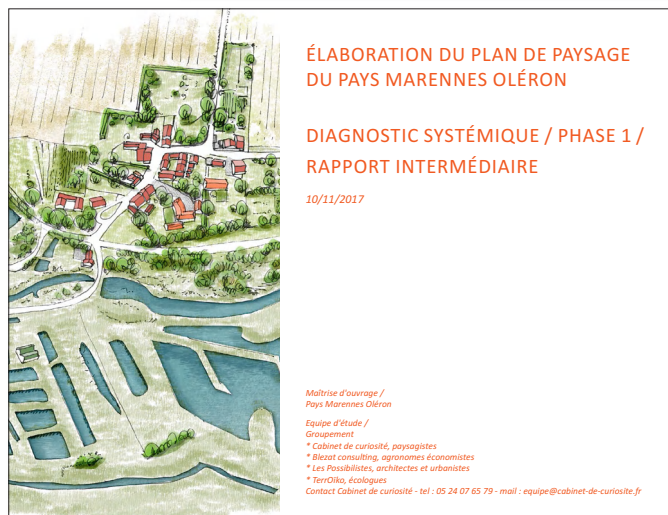 ÉLABORATION DU PLAN DE PAYSAGE
DU PAYS MARENNES OLÉRON
DIAGNOSTIC SYSTÉMIQUE / PHASE 1 /
RAPPORT INTERMÉDIAIRE
10/11/2017
Maîtrise d'ouvrage /
Pays Marennes Oléron
Equipe d'étude /
Groupement
* Cabinet de curiosité, paysagistes
* Blezat consulting, agronomes économistes
* Les Possibilistes, architectes et urbanistes
* TerrOïko, écologues
Contact Cabinet de curiosité - tel : 05 24 07 65 79 - mail : equipe@cabinet-de-curiosite.fr